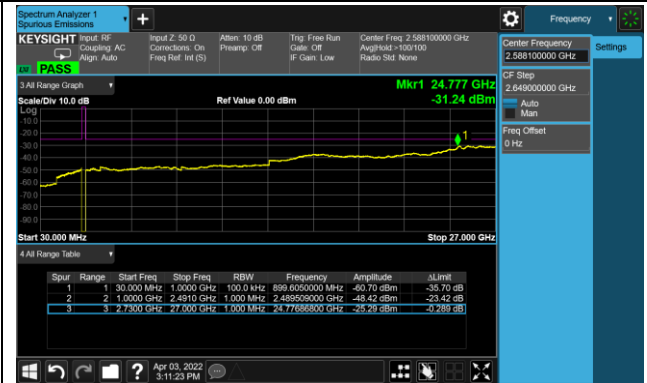 Spectrum Analyzer 1
Spurious Emissions
Frequency
KEYSIGHT
Input: RF
Coupling: AC
Align: Auto
Input Z: 50 Ω
Corrections: On
Freq Ref: Int (S)
Atten: 10 dB
Preamp: Off
Trig: Free Run
Gate: Off
IF Gain: Low
Center Freq: 2.588100000 GHz
Avg|Hold:>100/100
Radio Std: None
PASS
Center Frequency
2.588100000 GHz
Settings
CF Step
2.649000000 GHz
Auto
Man
Freq Offset
0 Hz
3 All Range Graph
Mkr1 24.777 GHz
Scale/Div 10.0 dB
Ref Value 0.00 dBm
-31.24 dBm
Log
-10.0
-20.0
-30.0
-40.0
-50.0
-60.0
-70.0
-80.0
-90.0
1
Start 30.000 MHz
Stop 27.000 GHz
4 All Range Table
Spur Range Start Freq Stop Freq RBW Frequency Amplitude ΔLimit
1 1 30.000 MHz 1.0000 GHz 100.0 kHz 899.6050000 MHz -60.70 dBm -35.70 dB
2 2 1.0000 GHz 2.4910 GHz 1.000 MHz 2.489509000 GHz -48.42 dBm -23.42 dB
3 3 2.7300 GHz 27.000 GHz 1.000 MHz 24.77686800 GHz -25.29 dBm -0.289 dB
?
Apr 03, 2022
3:11:23 PM